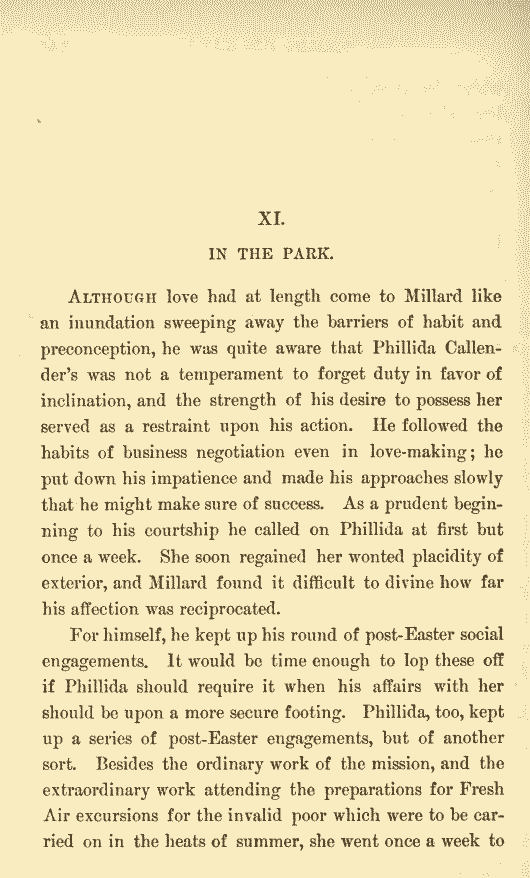 XI.
IN THE PARK.
ALTHOUGH love had at length come to Millard like
an inundation sweeping away the barriers of habit and
preconception, he was quite aware that Phillida Callen-
der's was not a temperament to forget duty in favor of
inclination, and the strength of his desire to possess her
served as a restraint upon his action. He followed the
habits of business negotiation even in love-making; he
put down his impatience and made his approaches slowly
that he might make sure of success. As a prudent begin-
ning to his courtship he called on Phillida at first but
once a week. She soon regained her wonted placidity of
exterior, and Millard found it difficult to divine how far
his affection was reciprocated.
For himself, he kept up his round of post-Easter social
engagements. It would be time enough to lop these off
if Phillida should require it when his affairs with her
should be upon a more secure footing. Phillida, too, kept
up a series of post-Easter engagements, but of another
sort. Besides the ordinary work of the mission, and the
extraordinary work attending the preparations for Fresh
Air excursions for the invalid poor which were to be car-
ried on in the heats of summer, she went once a week to